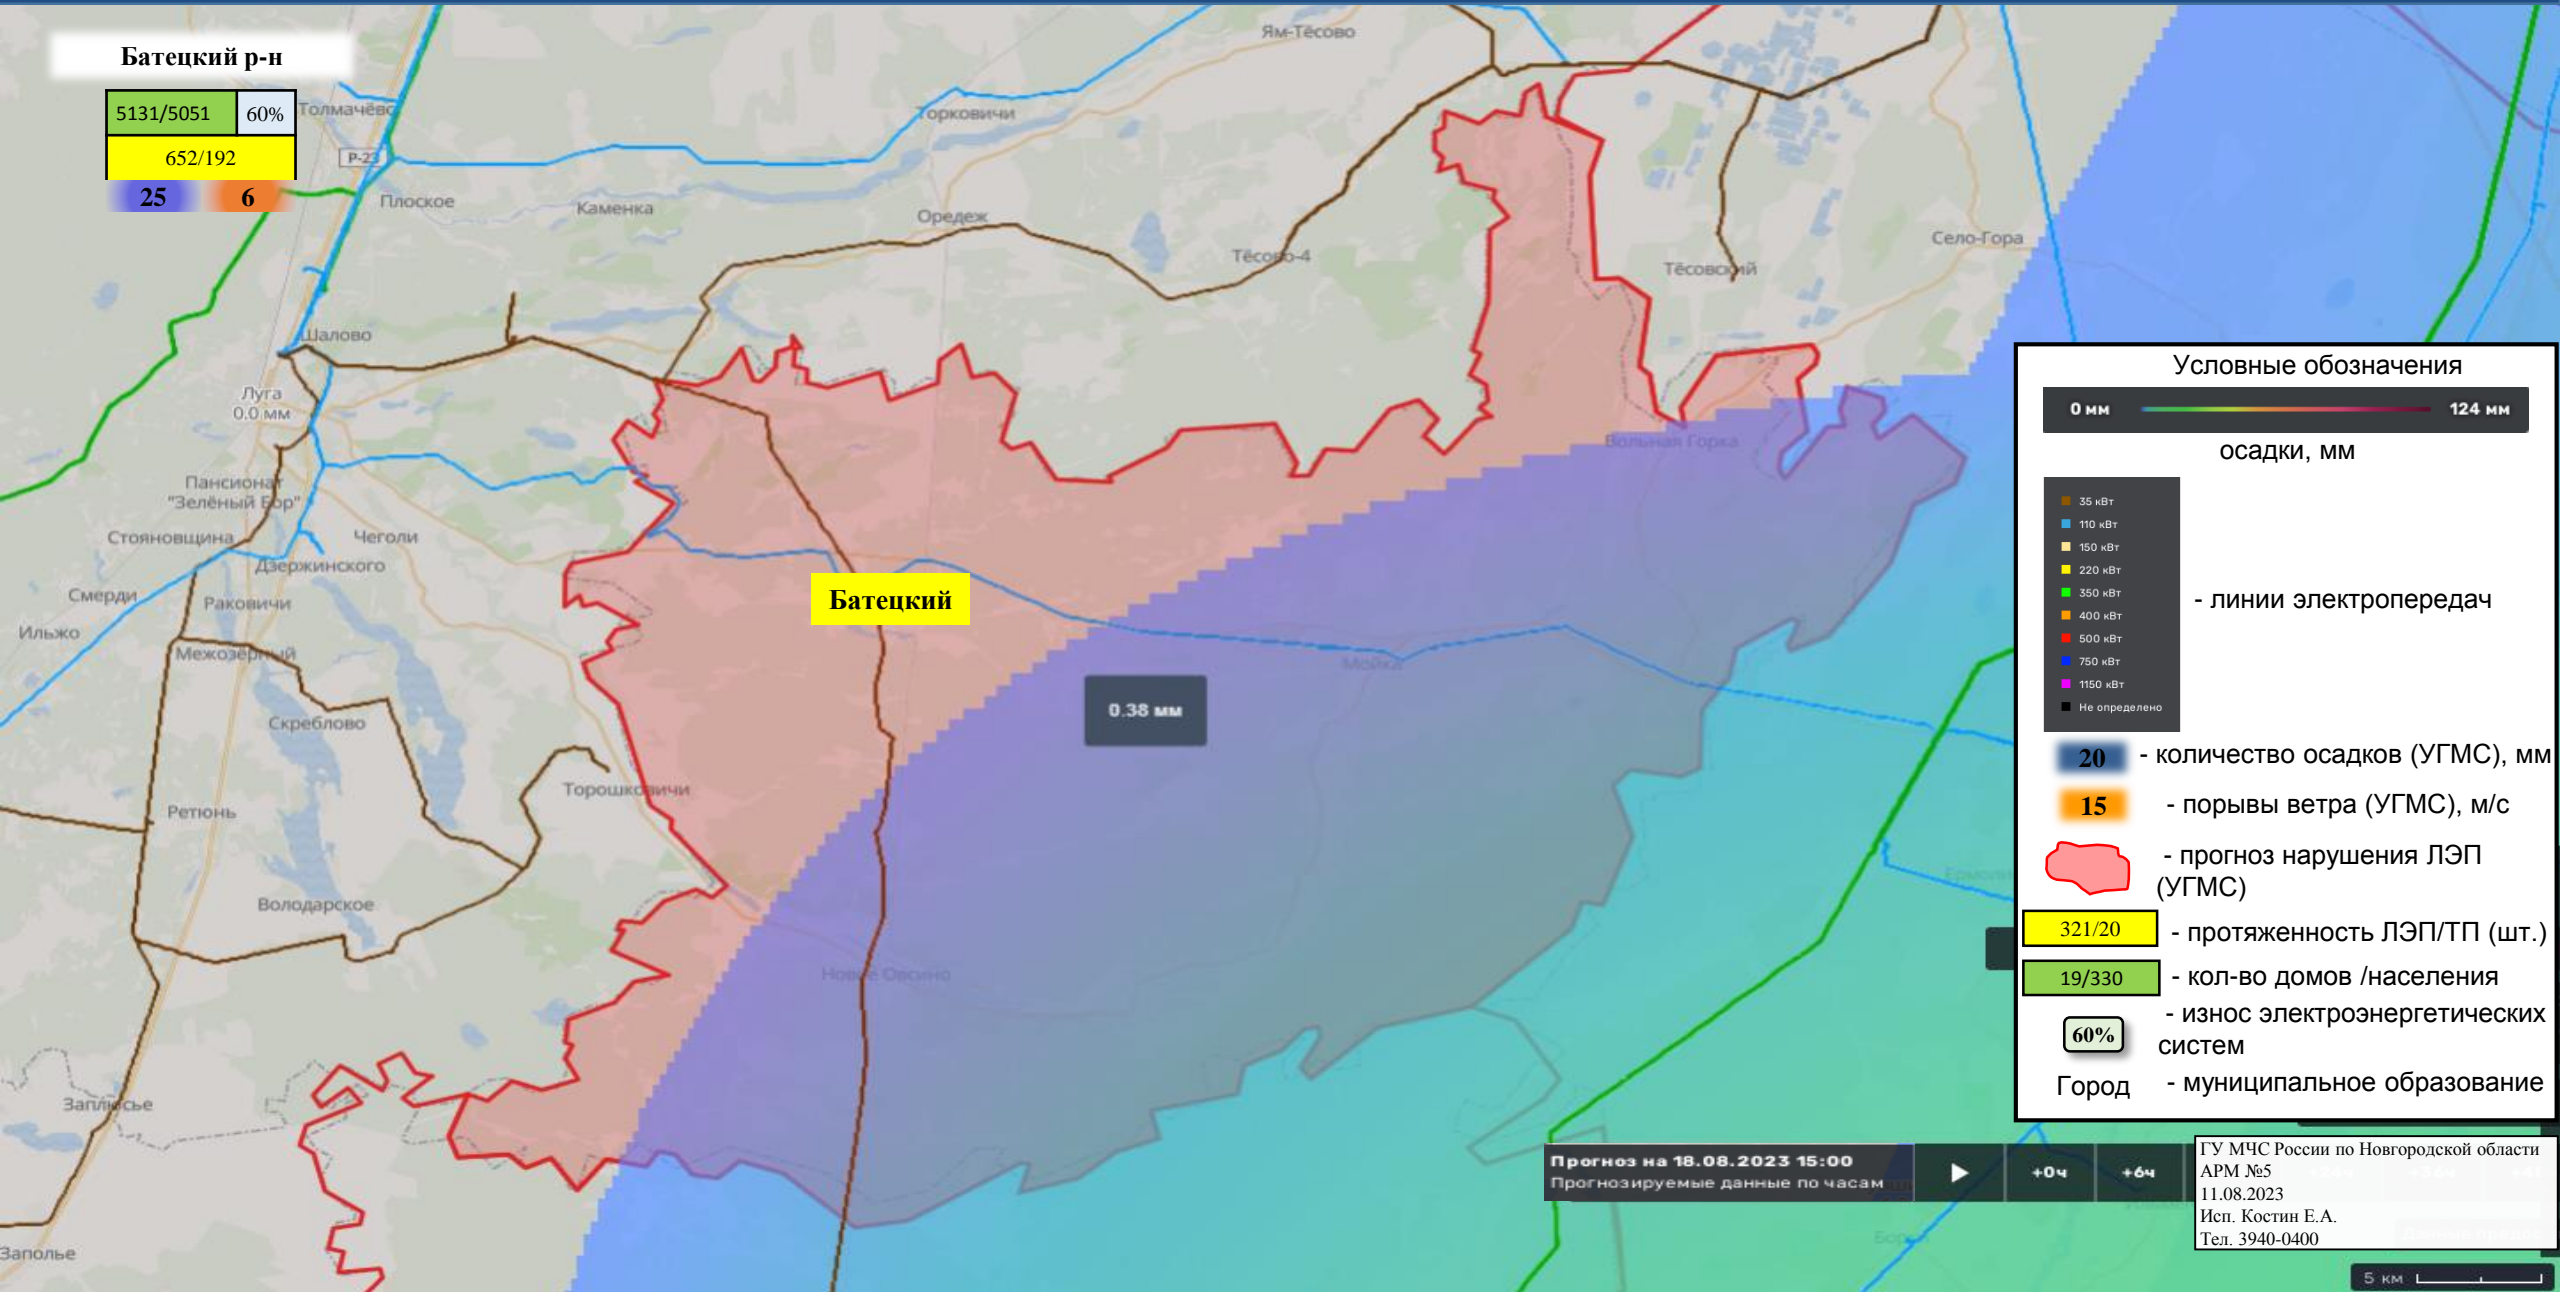 Батецкий р-н
5131/5051 60%
652/192
25 6
Ям-Тёсово
Толмачёво
Торковичи
Р-23
Плоское
Каменка
Оредеж
Село-Гора
Тёсово-4
Тёсовский
Шалово
Луга
0.0 мм
Вольная Горка
Пансионат
"Зелёный Бор"
Стояновщина
Чеголи
Дзержинского
Смерди
Раковичи
Батецкий
Ильжо
Межозёрный
Мойка
Скреблово
0.38 мм
Торошковичи
Ретюнь
Володарское
Новое Овсино
Заплюсье
Заполье
Условные обозначения
0 мм 124 мм
осадки, мм
35 кВт
110 кВт
150 кВт
220 кВт
350 кВт
400 кВт
500 кВт
750 кВт
1150 кВт
Не определено
- линии электропередач
20 - количество осадков (УГМС), мм
15 - порывы ветра (УГМС), м/с
- прогноз нарушения ЛЭП
(УГМС)
321/20 - протяженность ЛЭП/ТП (шт.)
19/330 - кол-во домов /населения
60% - износ электроэнергетических
систем
Город - муниципальное образование
Прогноз на 18.08.2023 15:00
Прогнозируемые данные по часам
+0ч +6ч
ГУ МЧС России по Новгородской области
АРМ №5
11.08.2023
Исп. Костин Е.А.
Тел. 3940-0400
5 км